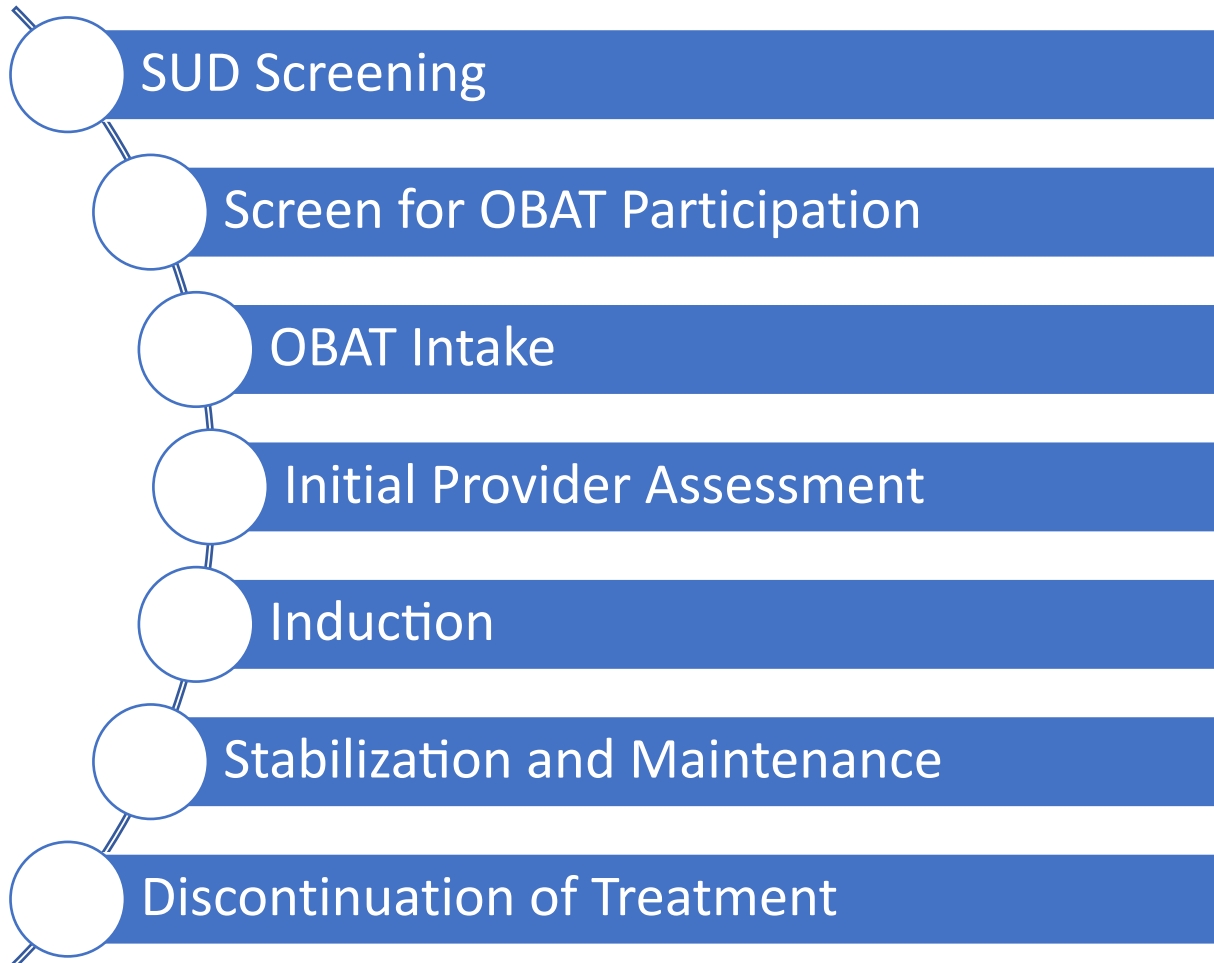 SUD Screening
Screen for OBAT Participation
OBAT Intake
Initial Provider Assessment
Induction
Stabilization and Maintenance
Discontinuation of Treatment